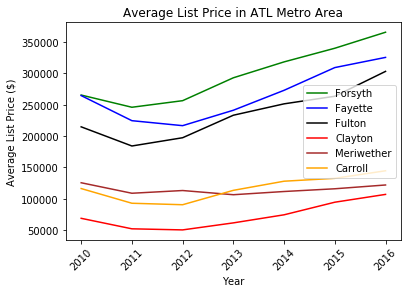 Average List Price in ATL Metro Area
Average List Price ($)
350000
300000
250000
200000
150000
100000
50000
Forsyth
Fayette
Fulton
Clayton
Meriwether
Carroll
2010
2011
2012
2013
2014
2015
2016
Year